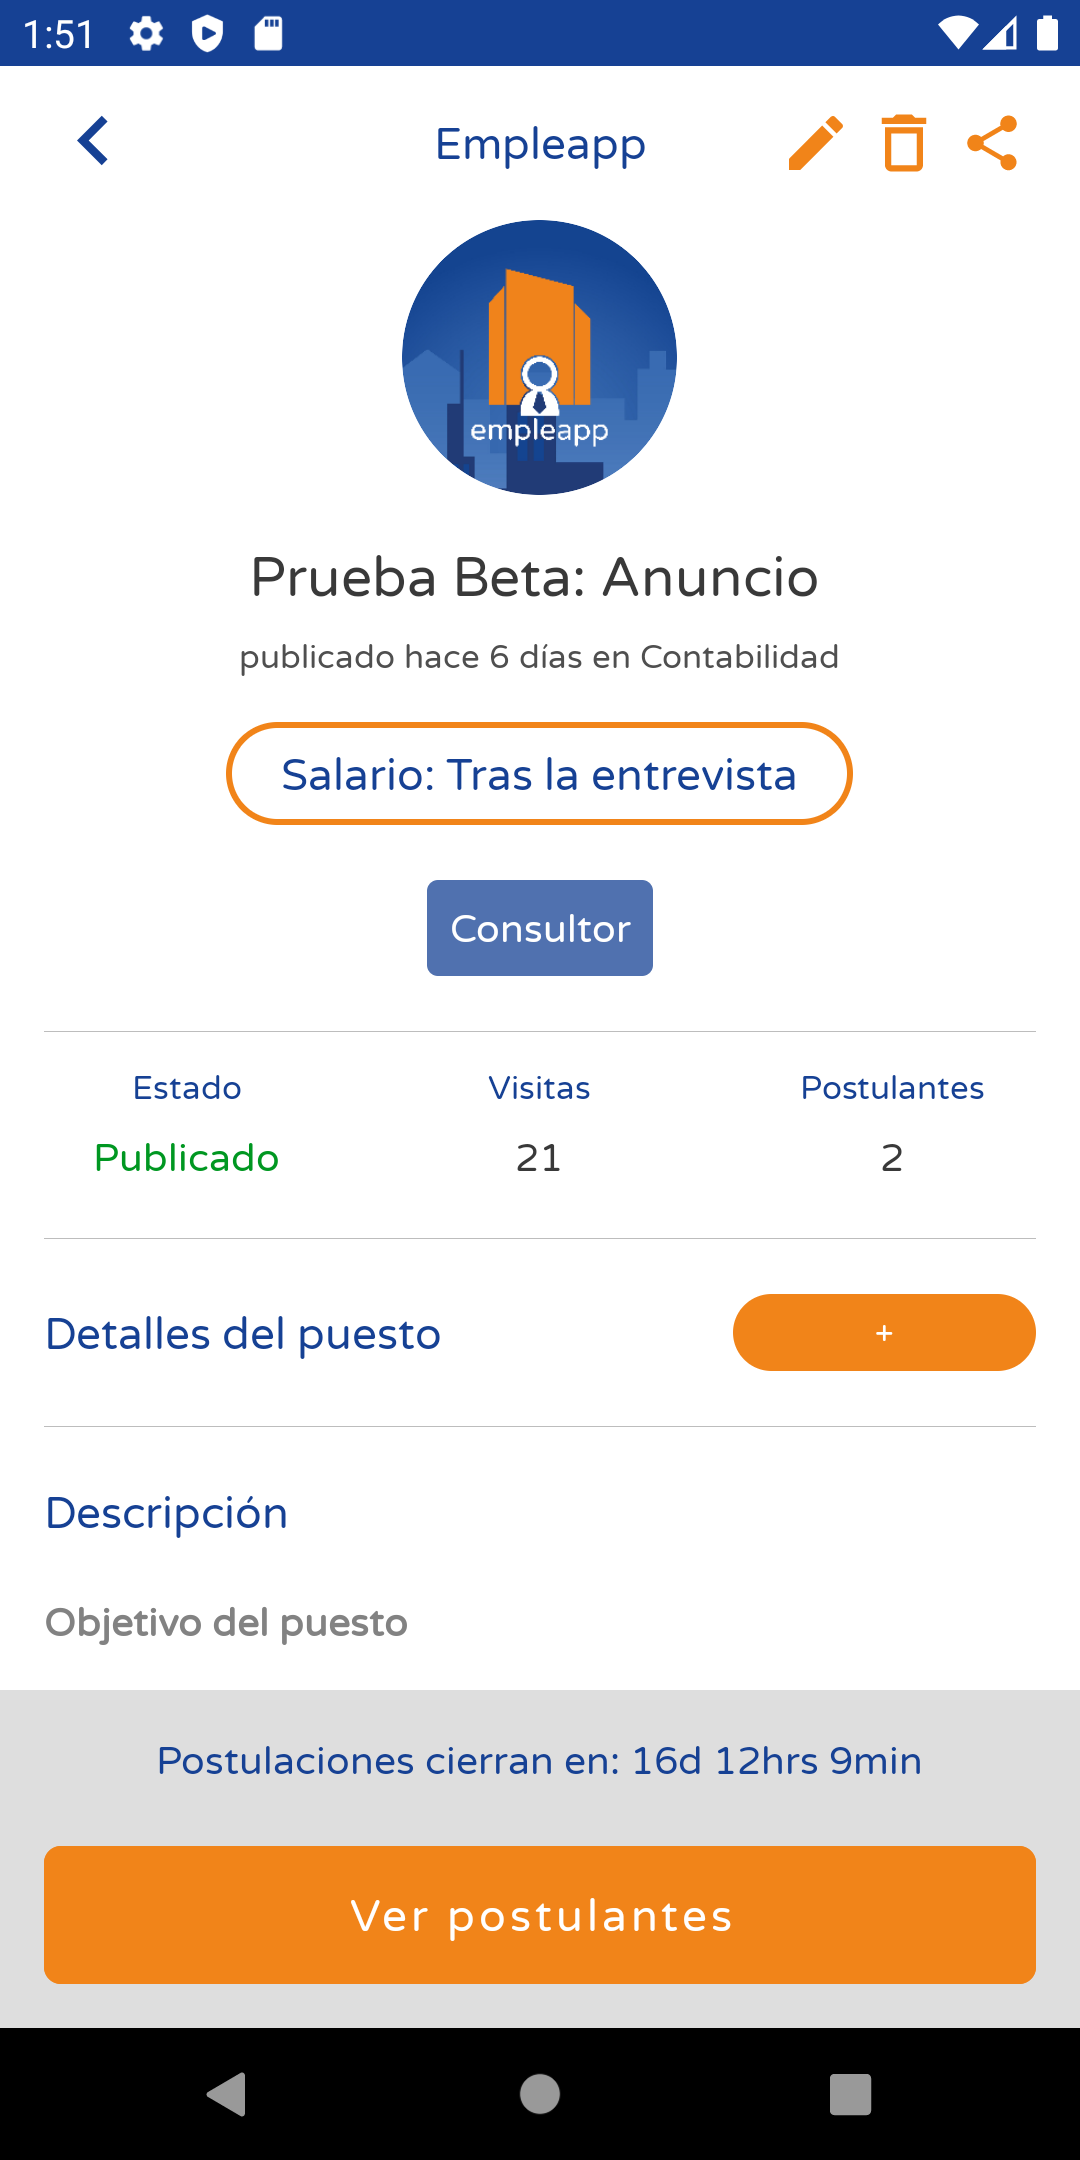 1:51
Empleapp
empleapp
Prueba Beta: Anuncio
publicado hace 6 días en Contabilidad
Salario: Tras la entrevista
Consultor
Estado Visitas Postulantes
Publicado 21 2
Detalles del puesto +
Descripción
Objetivo del puesto
Postulaciones cierran en: 16d 12hrs 9min
Ver postulantes